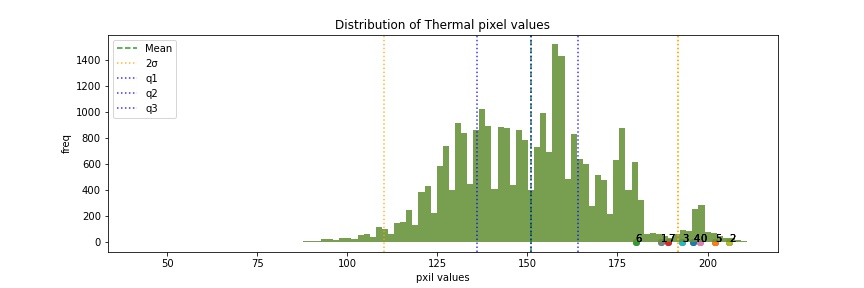 Distribution of Thermal pixel values
Mean
2σ
q1
q2
q3
freq
1400
1200
1000
800
600
400
200
0
6 1 7 3 4 0 5 2
50 75 100 125 150 175 200
pxil values